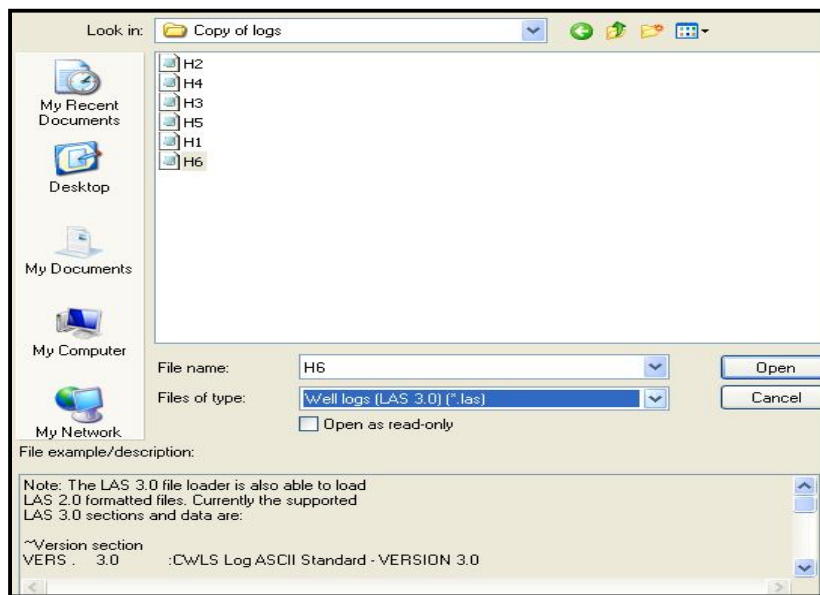 Look in:
Copy of logs
My Recent
Documents
Desktop
My Documents
My Computer
My Network
H2
H4
H3
H5
H1
H6
File name:
H6
Open
Files of type:
Well logs (LAS 3.0) (*.las)
Cancel
Open as read-only
File example/description:
Note: The LAS 3.0 file loader is also able to load
LAS 2.0 formatted files. Currently the supported
LAS 3.0 sections and data are:
~Version section
VERS . 3.0 :CWLS Log ASCII Standard - VERSION 3.0